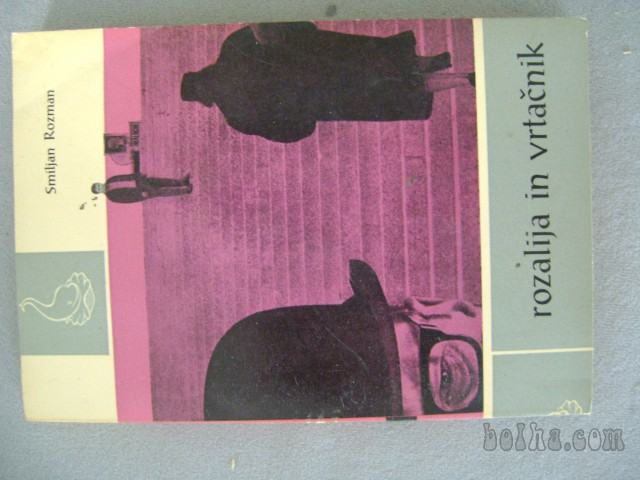 Smiljan Rozman
rozalija in vrtačnik
bolha.com